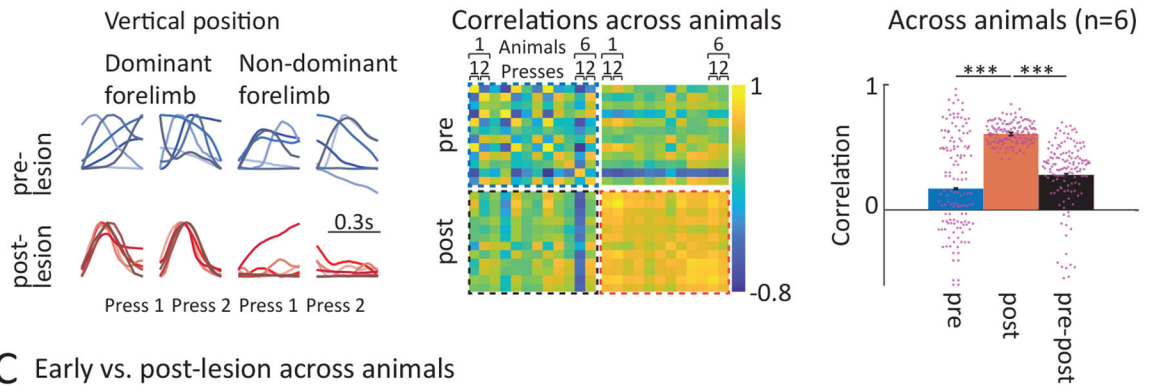 Vertical position
Dominant forelimb
Non-dominant forelimb
pre-lesion
post-lesion
0.3s
Press 1 Press 2 Press 1 Press 2
Correlations across animals
1 Animals 6 1 6
12 Presses 12 12 12
pre
post
1
-0.8
Across animals (n=6)
*** ***
Correlation
1
0
pre
post
pre-post
C Early vs. post-lesion across animals